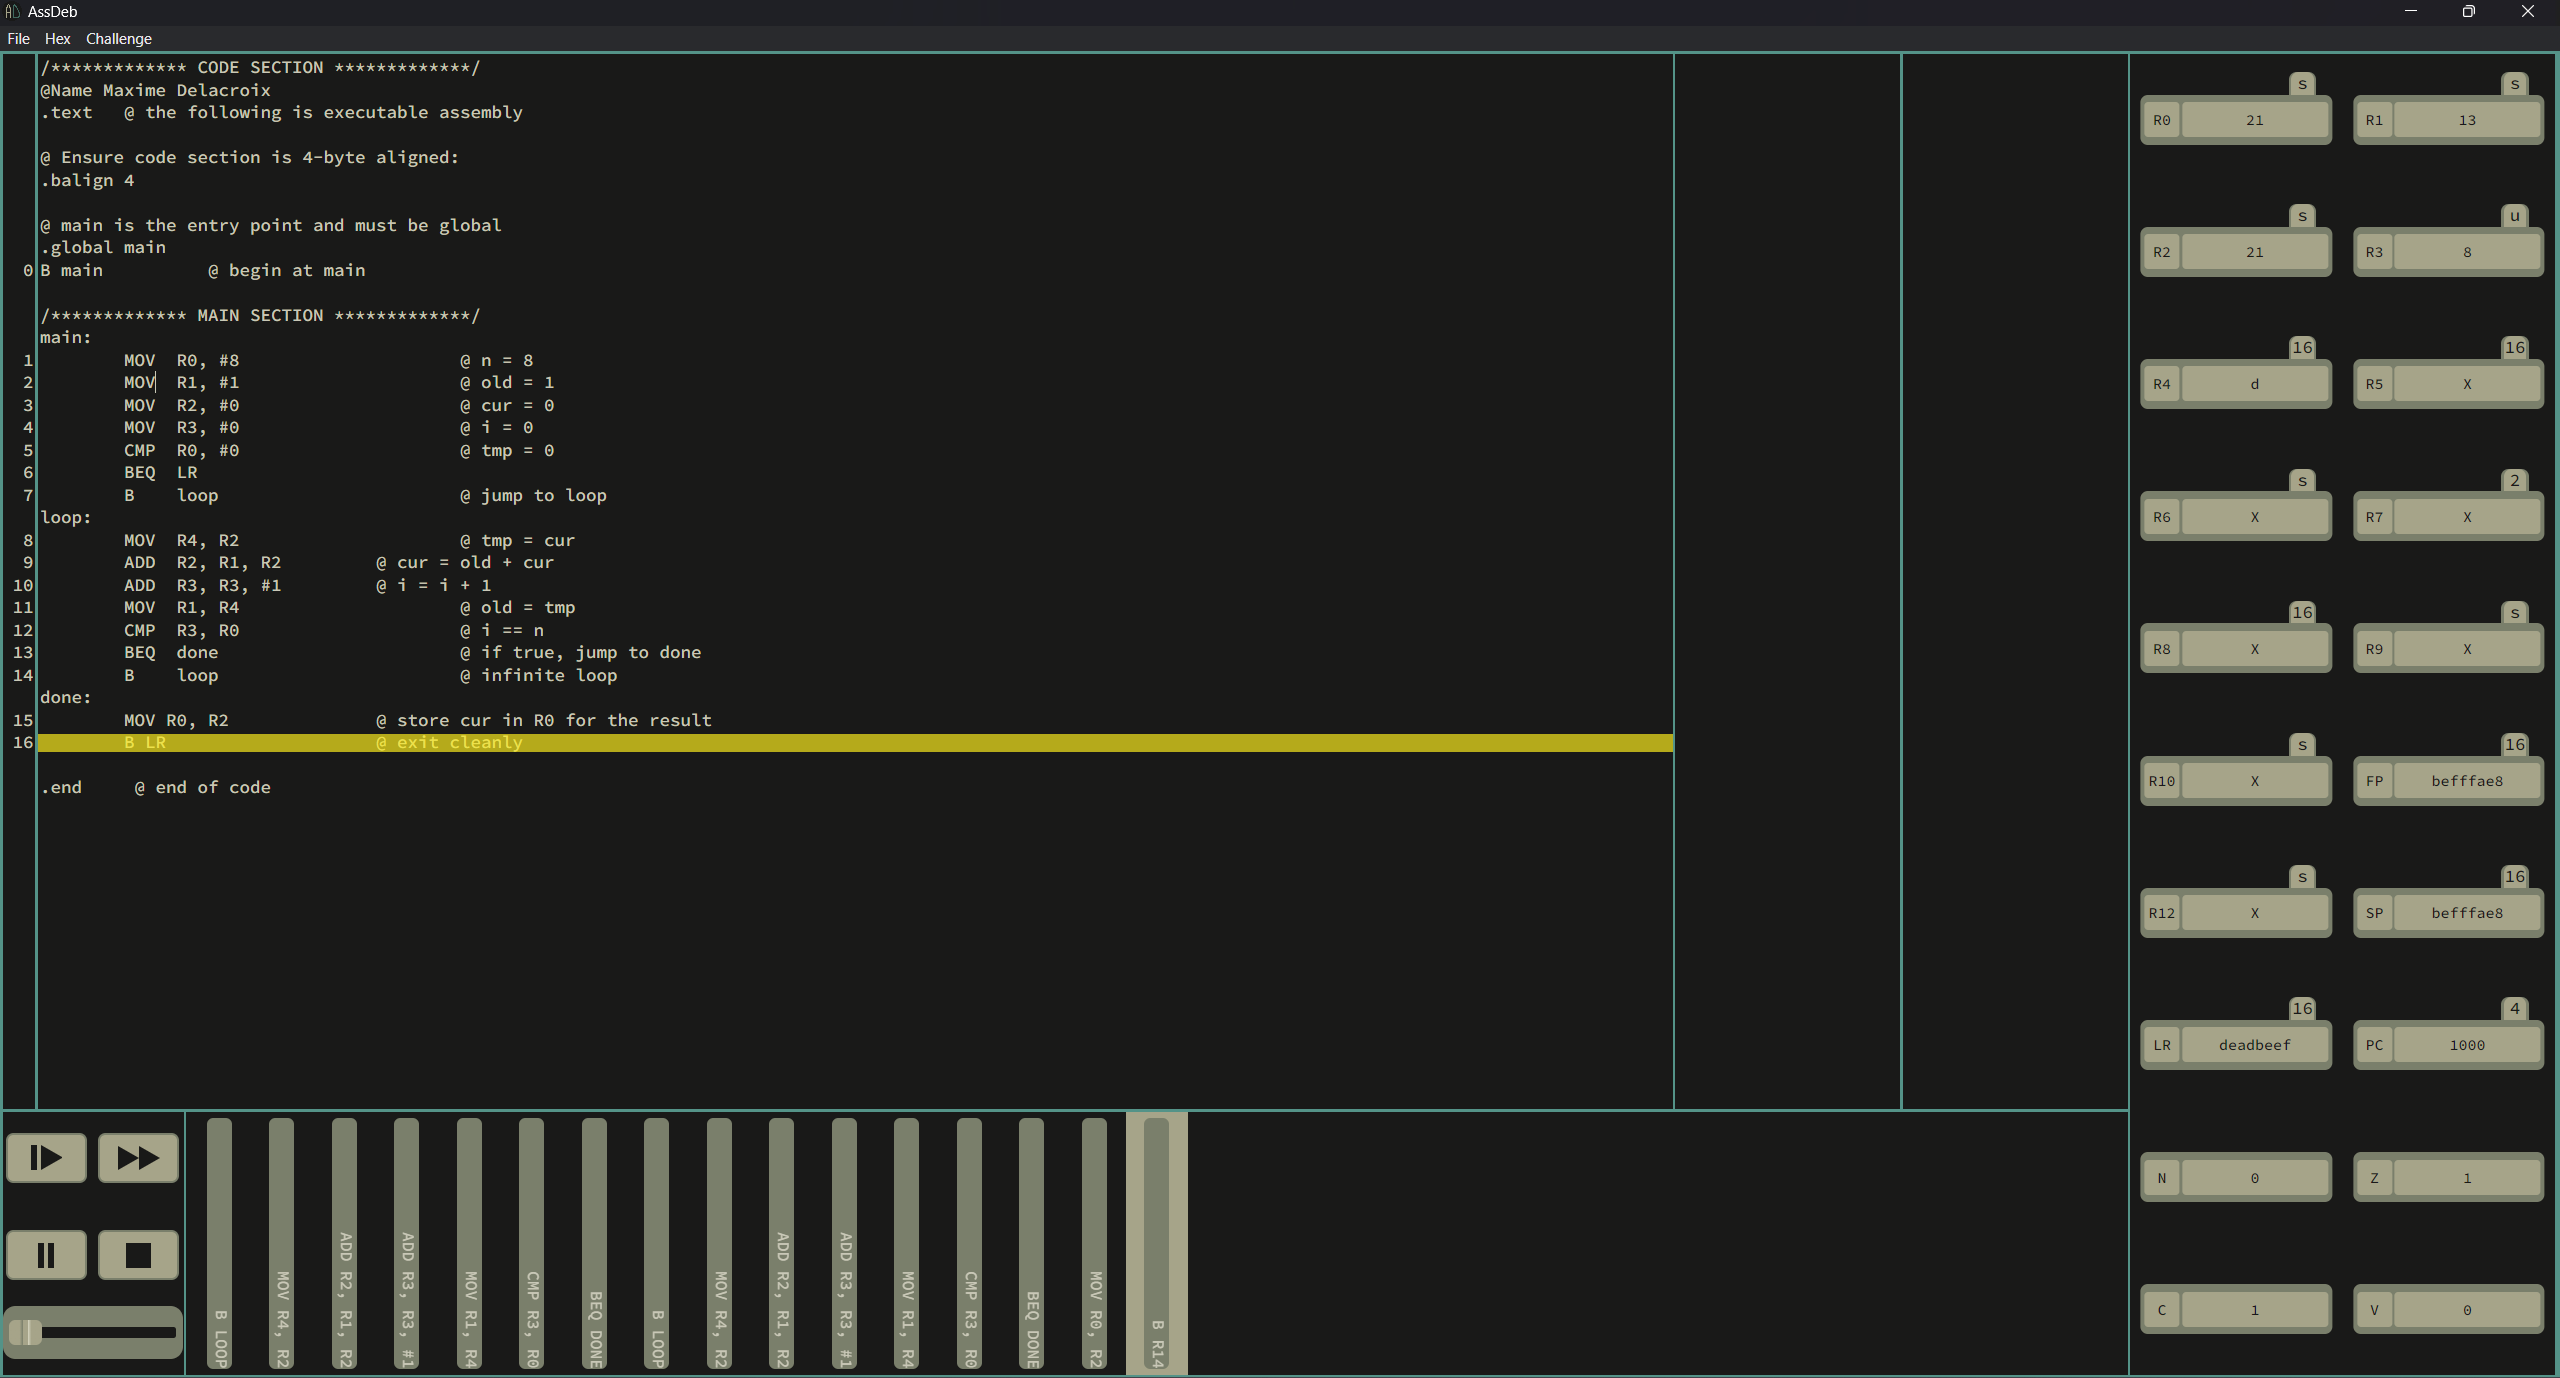 AssDeb
File Hex Challenge
/************* CODE SECTION *************/
@Name Maxime Delacroix
.text @ the following is executable assembly
@ Ensure code section is 4-byte aligned:
.balign 4
@ main is the entry point and must be global
.global main
0 B main @ begin at main
/************* MAIN SECTION *************/
main:
1 MOV R0, #8 @ n = 8
2 MOV R1, #1 @ old = 1
3 MOV R2, #0 @ cur = 0
4 MOV R3, #0 @ i = 0
5 CMP R0, #0 @ tmp = 0
6 BEQ LR
7 B loop @ jump to loop
loop:
8 MOV R4, R2 @ tmp = cur
9 ADD R2, R1, R2 @ cur = old + cur
10 ADD R3, R3, #1 @ i = i + 1
11 MOV R1, R4 @ old = tmp
12 CMP R3, R0 @ i == n
13 BEQ done @ if true, jump to done
14 B loop @ infinite loop
done:
15 MOV R0, R2 @ store cur in R0 for the result
16 B LR @ exit cleanly
.end @ end of code
s s
R0 21 R1 13
s u
R2 21 R3 8
16 16
R4 d R5 X
s 2
R6 X R7 X
16 s
R8 X R9 X
s 16
R10 X FP befffae8
s 16
R12 X SP befffae8
16 4
LR deadbeef PC 1000
N 0 Z 1
C 1 V 0
B LOOP
MOV R4, R2
ADD R2, R1, R2
ADD R3, R3, #1
MOV R1, R4
CMP R3, R0
BEQ DONE
B LOOP
MOV R4, R2
ADD R2, R1, R2
ADD R3, R3, #1
MOV R1, R4
CMP R3, R0
BEQ DONE
MOV R0, R2
B R14